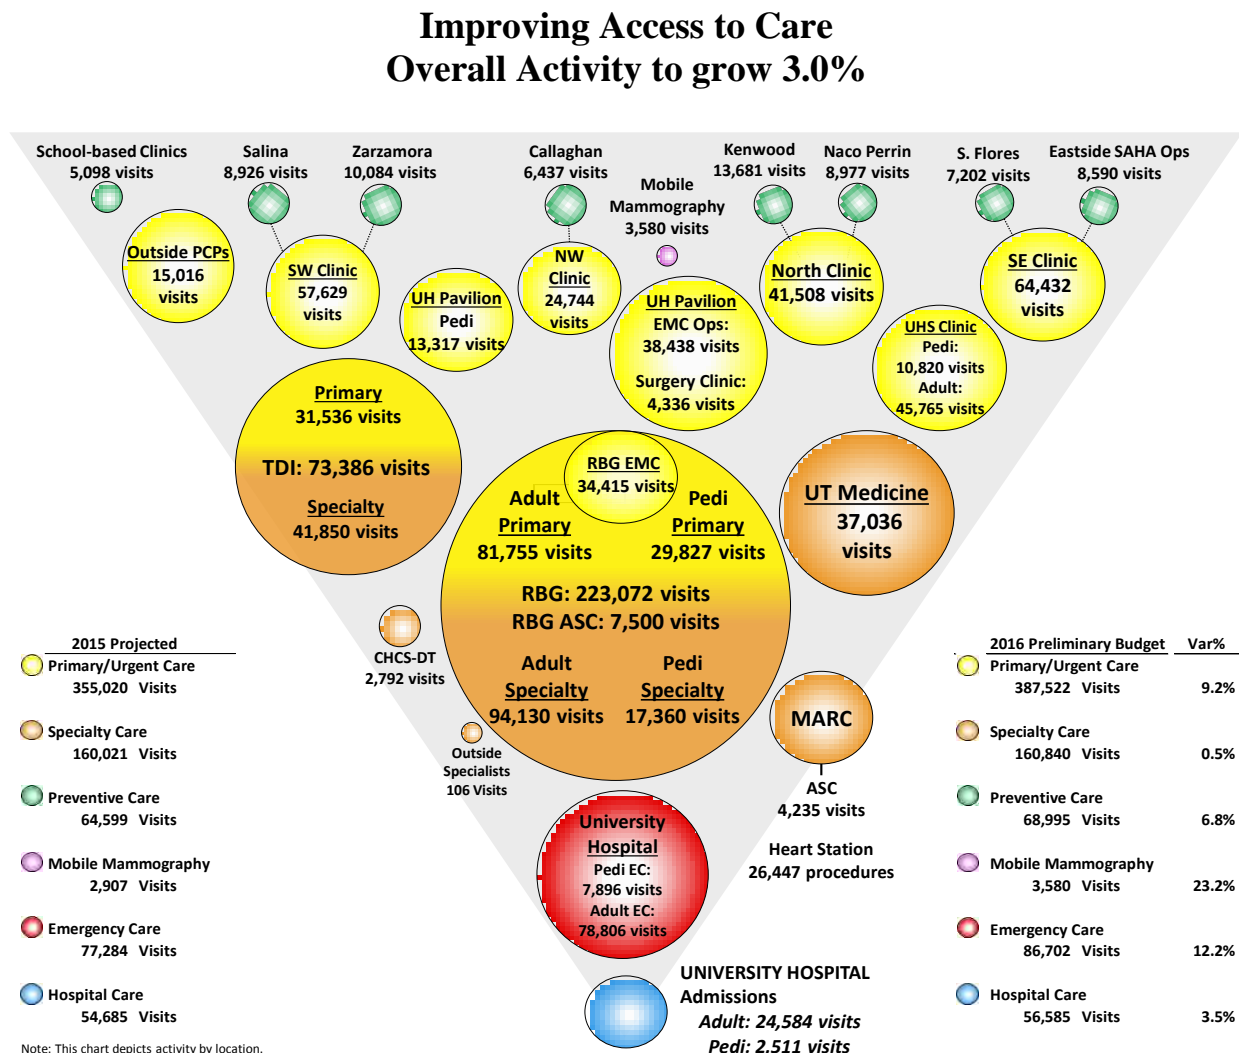 Improving Access to Care
Overall Activity to grow 3.0%
School-based Clinics
5,098 visits
Salina
8,926 visits
Zarzamora
10,084 visits
Callaghan
6,437 visits
Mobile
Mammography
3,580 visits
Kenwood
13,681 visits
Naco Perrin
8,977 visits
S. Flores
7,202 visits
Eastside SAHA Ops
8,590 visits
Outside PCPs
15,016
visits
SW Clinic
57,629
visits
UH Pavilion
Pedi
13,317 visits
NW
Clinic
24,744
visits
UH Pavilion
EMC Ops:
38,438 visits
Surgery Clinic:
4,336 visits
North Clinic
41,508 visits
SE Clinic
64,432
visits
UHS Clinic
Pedi:
10,820 visits
Adult:
45,765 visits
Primary
31,536 visits
TDI: 73,386 visits
Specialty
41,850 visits
RBG EMC
34,415 visits
Adult
Primary
81,755 visits
Pedi
Primary
29,827 visits
RBG: 223,072 visits
RBG ASC: 7,500 visits
Adult
Specialty
94,130 visits
Pedi
Specialty
17,360 visits
UT Medicine
37,036
visits
CHCS-DT
2,792 visits
Outside
Specialists
106 Visits
MARC
ASC
4,235 visits
Heart Station
26,447 procedures
University
Hospital
Pedi EC:
7,896 visits
Adult EC:
78,806 visits
UNIVERSITY HOSPITAL
Admissions
Adult: 24,584 visits
Pedi: 2,511 visits
2015 Projected
Primary/Urgent Care
355,020 Visits
Specialty Care
160,021 Visits
Preventive Care
64,599 Visits
Mobile Mammography
2,907 Visits
Emergency Care
77,284 Visits
Hospital Care
54,685 Visits
Note: This chart depicts activity by location.
2016 Preliminary Budget Var%
Primary/Urgent Care
387,522 Visits 9.2%
Specialty Care
160,840 Visits 0.5%
Preventive Care
68,995 Visits 6.8%
Mobile Mammography
3,580 Visits 23.2%
Emergency Care
86,702 Visits 12.2%
Hospital Care
56,585 Visits 3.5%